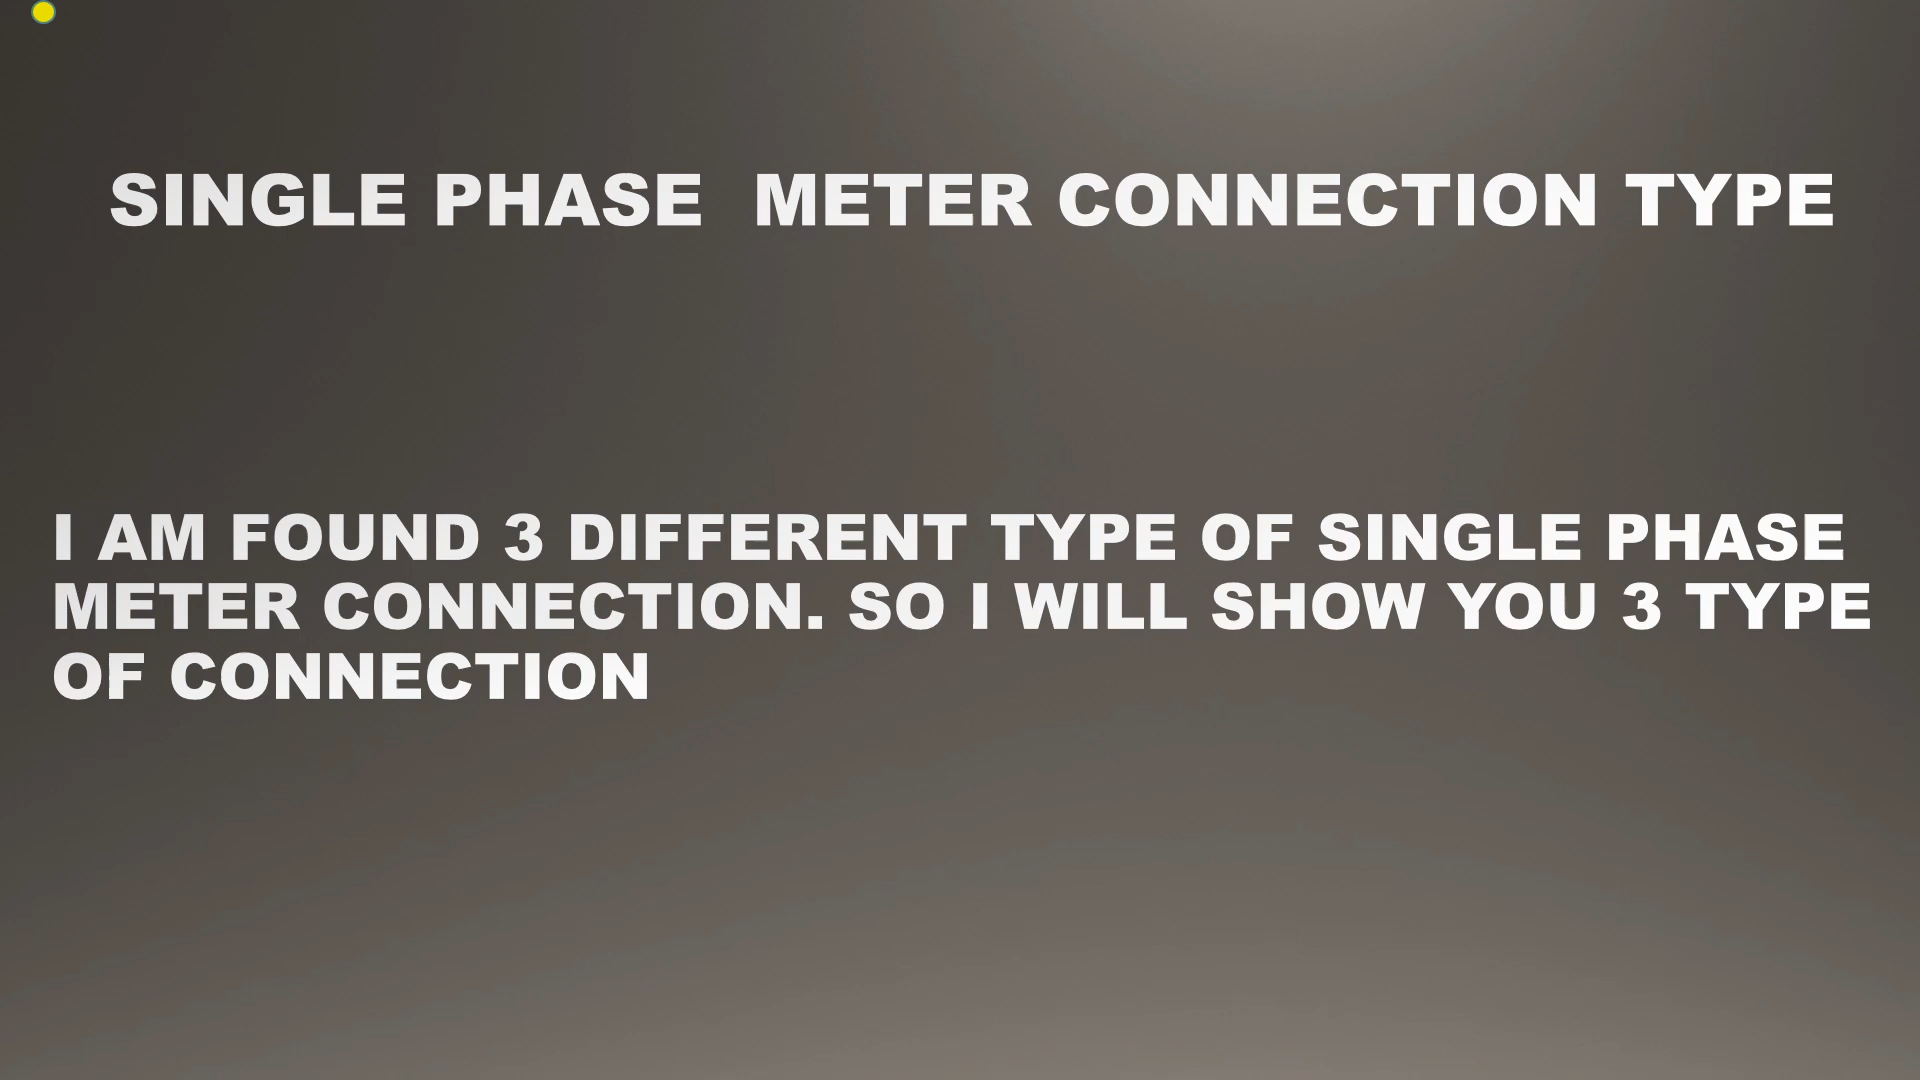 SINGLE PHASE  METER CONNECTION TYPE
I AM FOUND 3 DIFFERENT TYPE OF SINGLE PHASE
METER CONNECTION. SO I WILL SHOW YOU 3 TYPE
OF CONNECTION